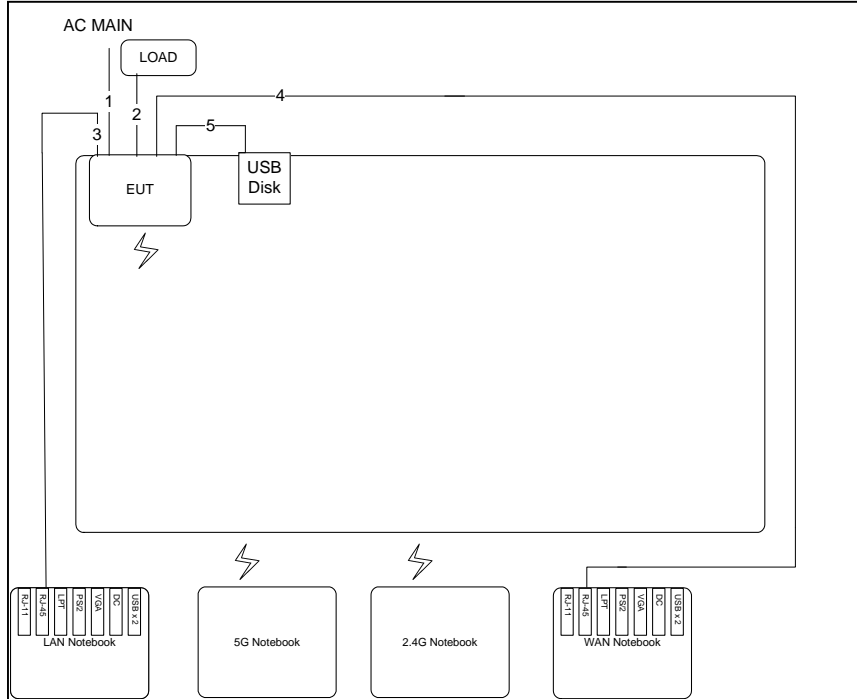 AC MAIN
LOAD
1
2
3
4
5
EUT
USB
Disk
RJ-11
RJ-45
LPT
PS/2
VGA
DC
USB x 2
LAN Notebook
5G Notebook
2.4G Notebook
RJ-11
RJ-45
LPT
PS/2
VGA
DC
USB x 2
WAN Notebook